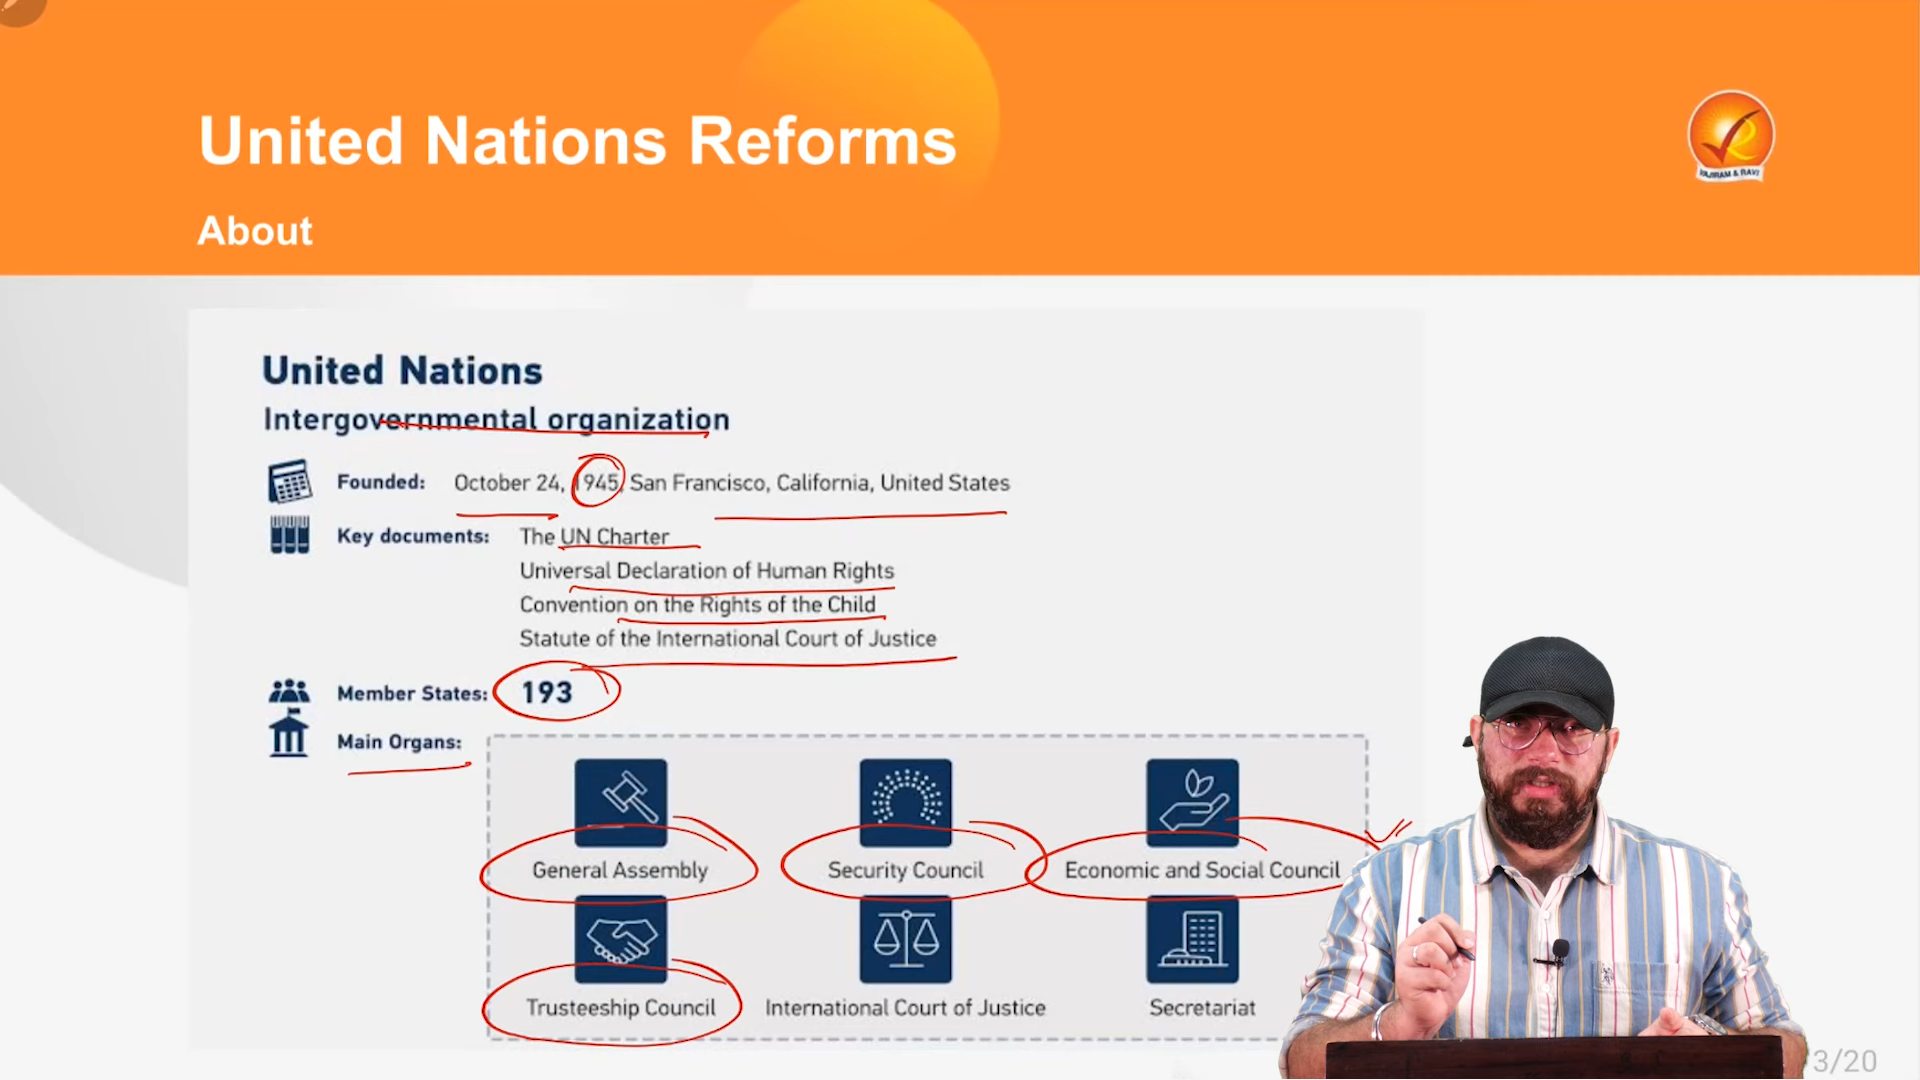 United Nations Reforms
About
VAJIRAM & RAVI
United Nations
Intergovernmental organization
Founded: October 24, 1945, San Francisco, California, United States
Key documents: The UN Charter
Universal Declaration of Human Rights
Convention on the Rights of the Child
Statute of the International Court of Justice
Member States: 193
Main Organs:
General Assembly Security Council Economic and Social Council
Trusteeship Council International Court of Justice Secretariat
3/20